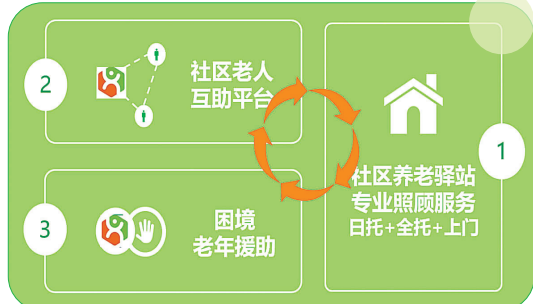 2
社区老人
互助平台
1
社区养老驿站
专业照顾服务
日托+全托+上门
3
困境
老年援助